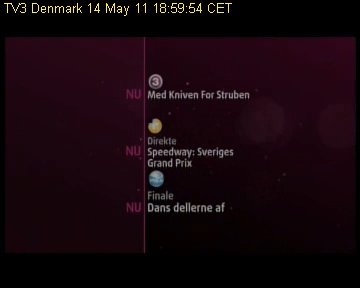 TV3 Denmark 14 May 11 18:59:54 CET
3
NU Med Kniven For Struben
Direkte
NU Speedway: Sveriges
Grand Prix
Finale
NU Dans dellerne af